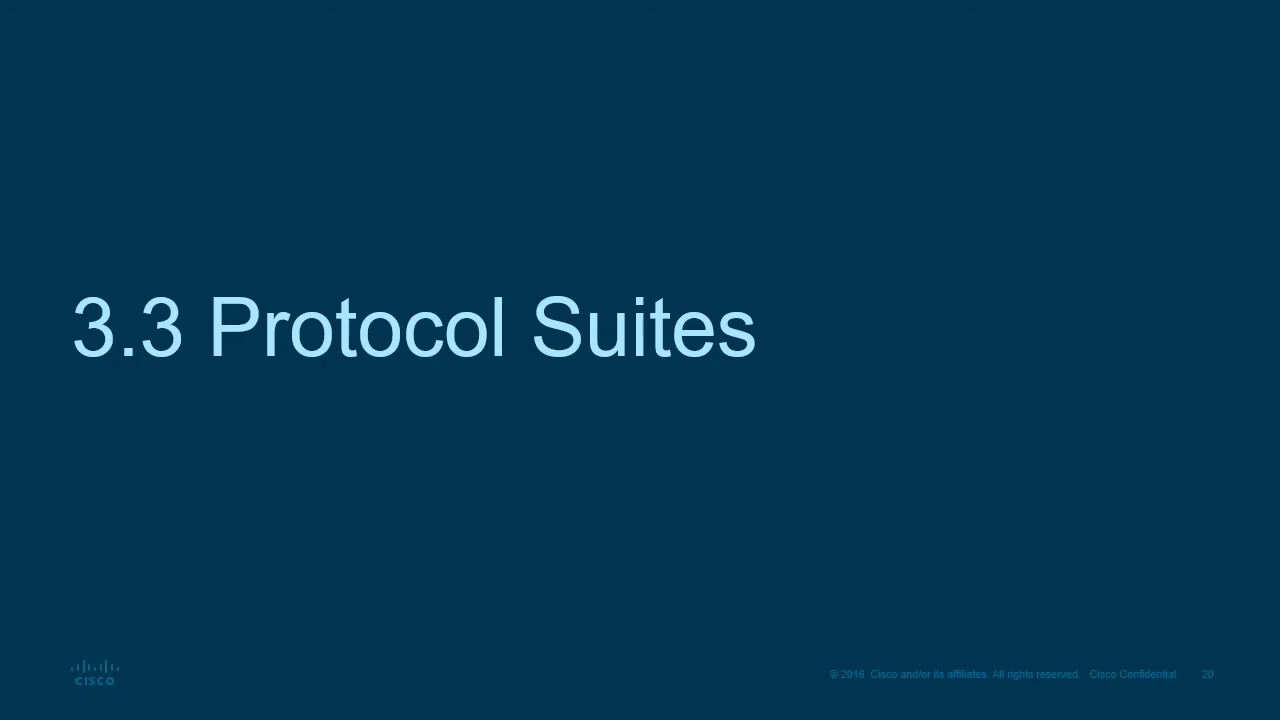 3.3 Protocol Suites
CISCO
© 2016 Cisco and/or its affiliates. All rights reserved. Cisco Confidential 20